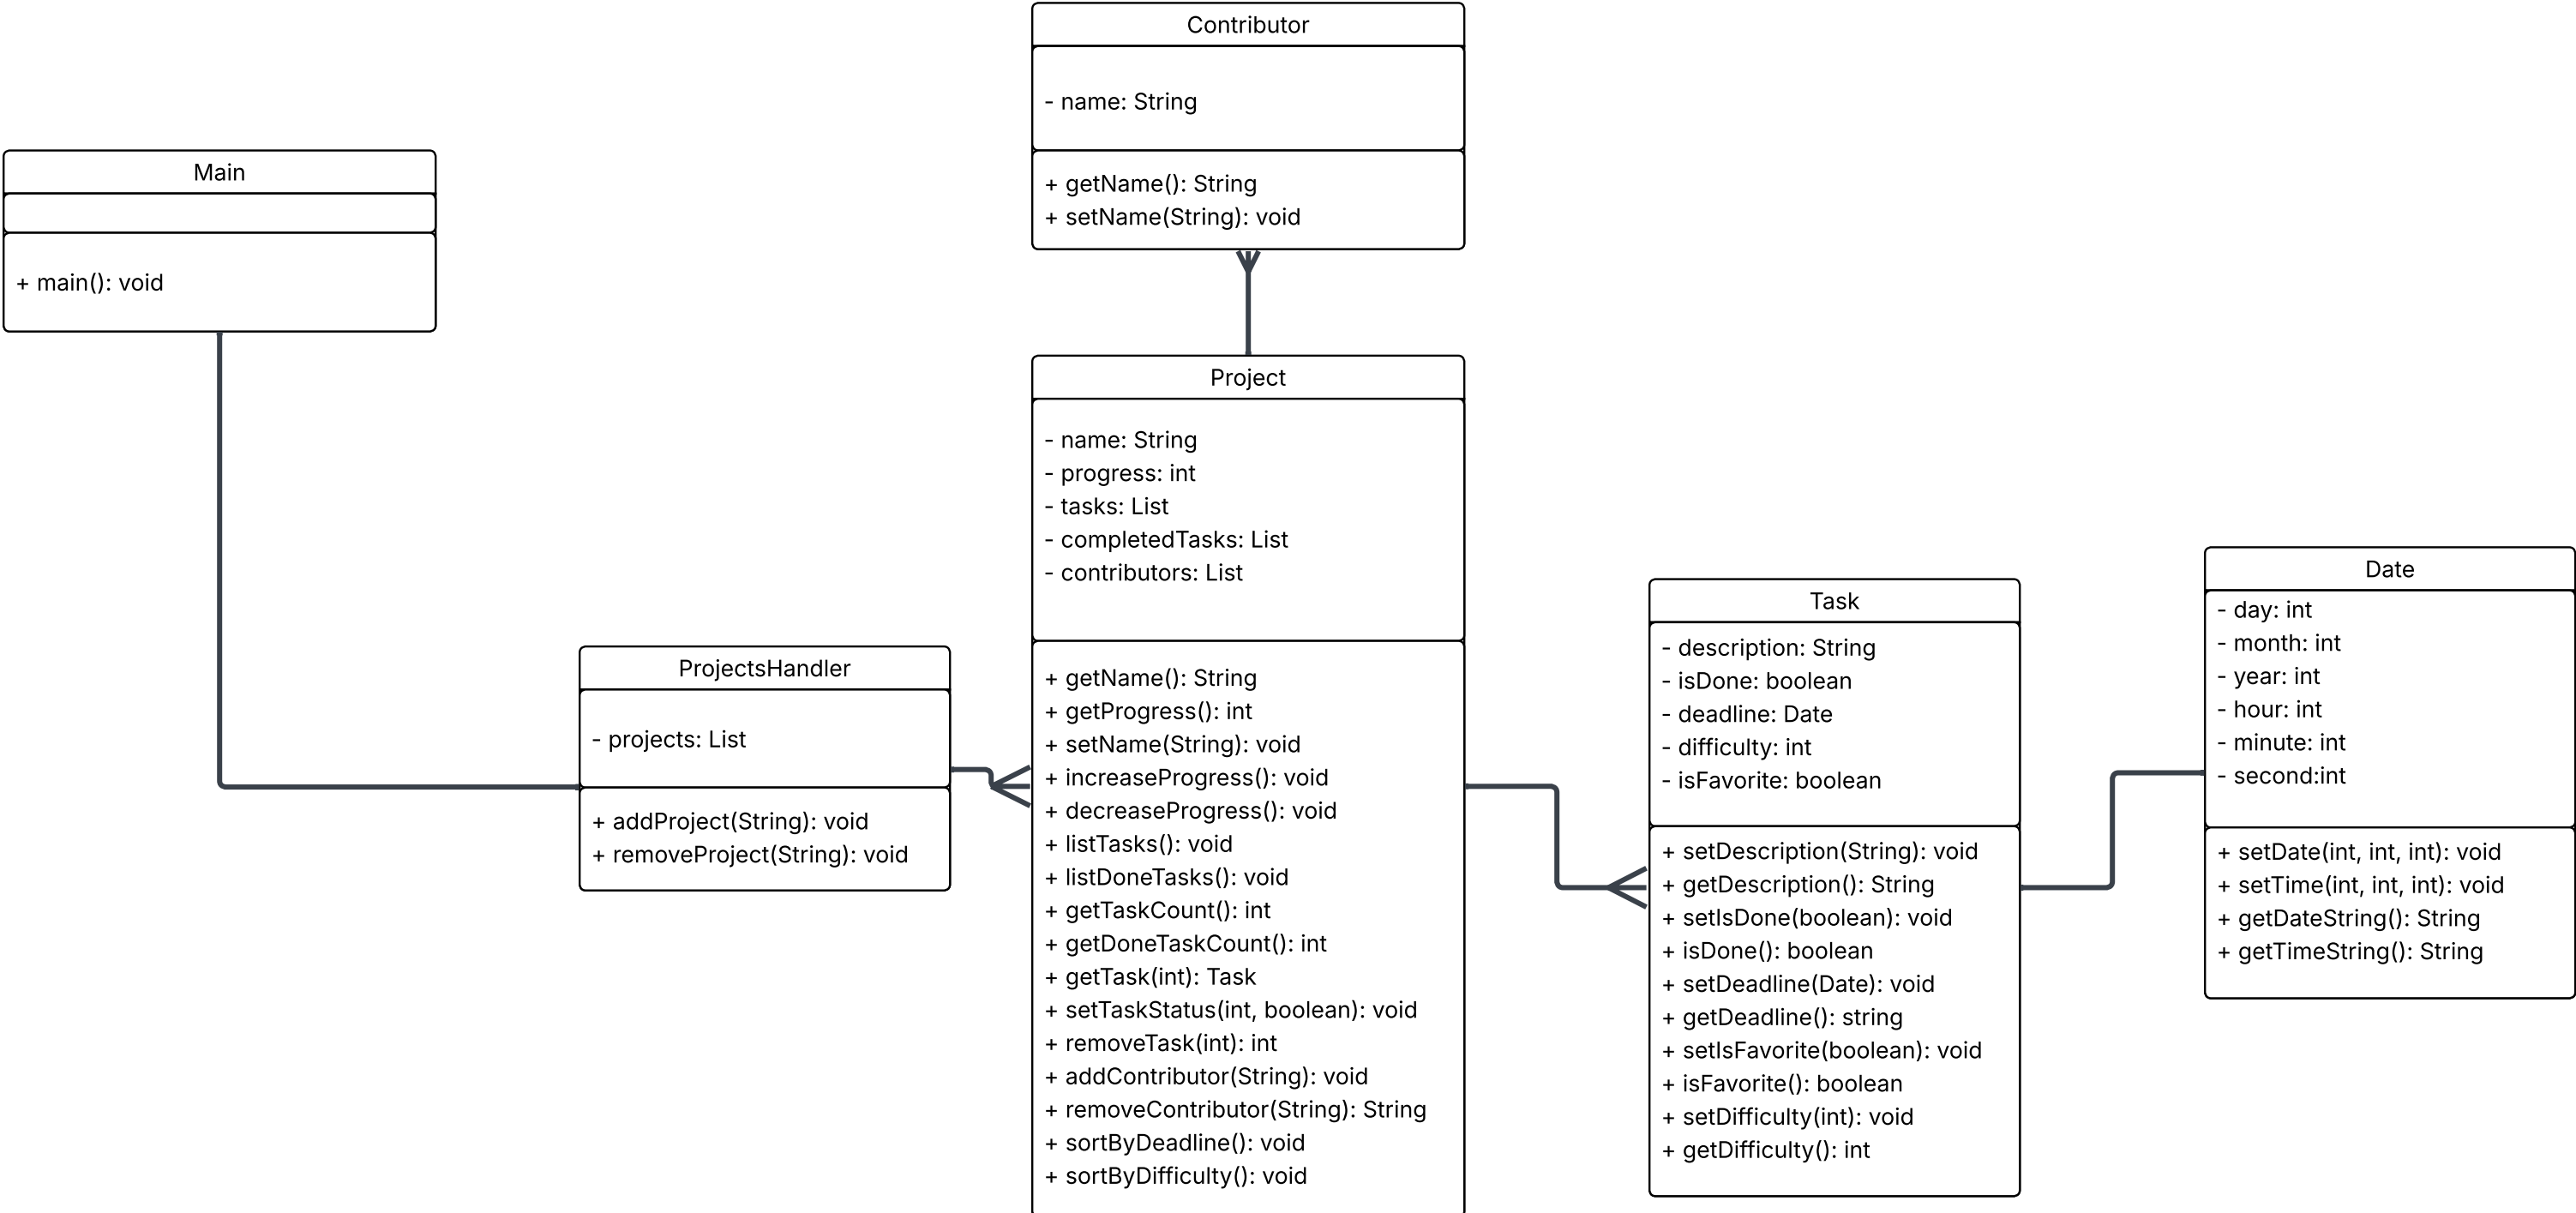 Contributor
- name: String
+ getName(): String
+ setName(String): void
Main
+ main(): void
Project
- name: String
- progress: int
- tasks: List
- completedTasks: List
- contributors: List
+ getName(): String
+ getProgress(): int
+ setName(String): void
+ increaseProgress(): void
+ decreaseProgress(): void
+ listTasks(): void
+ listDoneTasks(): void
+ getTaskCount(): int
+ getDoneTaskCount(): int
+ getTask(int): Task
+ setTaskStatus(int, boolean): void
+ removeTask(int): int
+ addContributor(String): void
+ removeContributor(String): String
+ sortByDeadline(): void
+ sortByDifficulty(): void
ProjectsHandler
- projects: List
+ addProject(String): void
+ removeProject(String): void
Task
- description: String
- isDone: boolean
- deadline: Date
- difficulty: int
- isFavorite: boolean
+ setDescription(String): void
+ getDescription(): String
+ setIsDone(boolean): void
+ isDone(): boolean
+ setDeadline(Date): void
+ getDeadline(): string
+ setIsFavorite(boolean): void
+ isFavorite(): boolean
+ setDifficulty(int): void
+ getDifficulty(): int
Date
- day: int
- month: int
- year: int
- hour: int
- minute: int
- second:int
+ setDate(int, int, int): void
+ setTime(int, int, int): void
+ getDateString(): String
+ getTimeString(): String